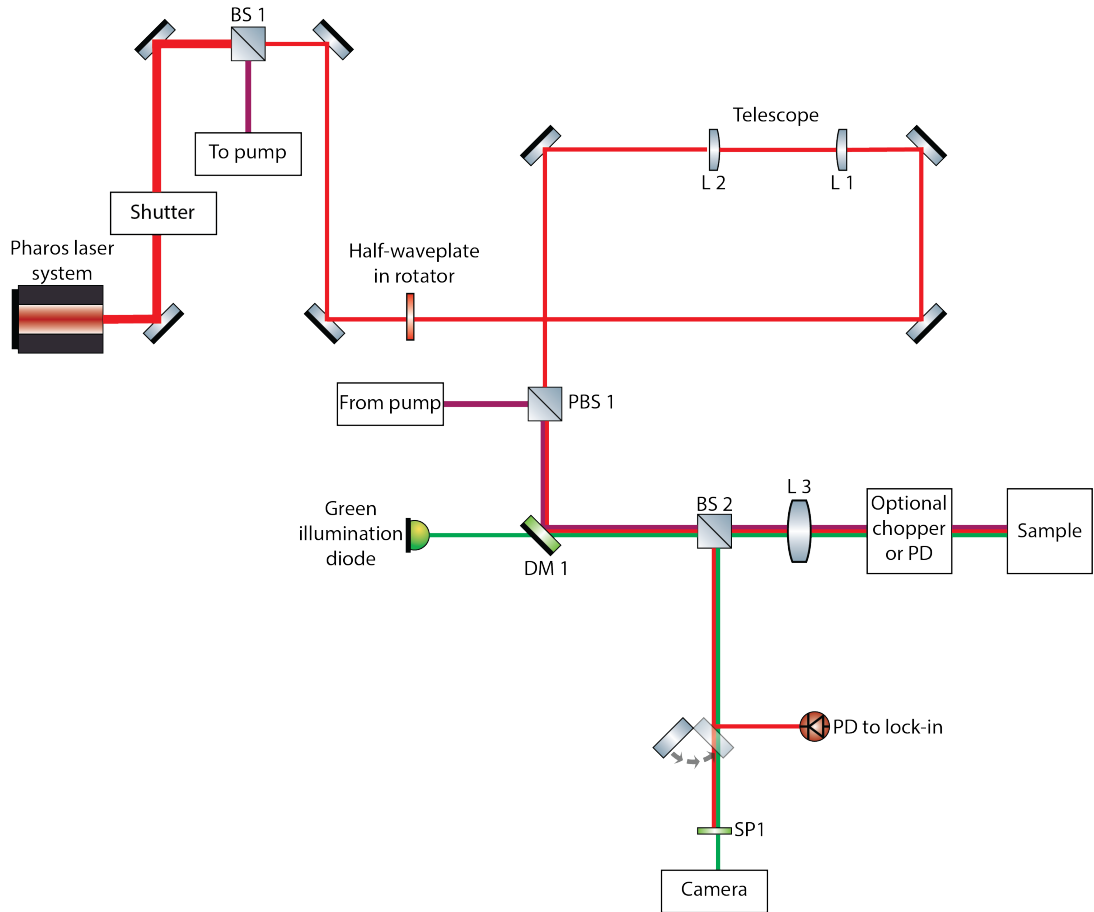 BS 1
To pump
Shutter
Pharos laser
system
Half-waveplate
in rotator
Telescope
L 2
L 1
From pump
PBS 1
Green
illumination
diode
DM 1
BS 2
L 3
Optional
chopper
or PD
Sample
PD to lock-in
SP1
Camera